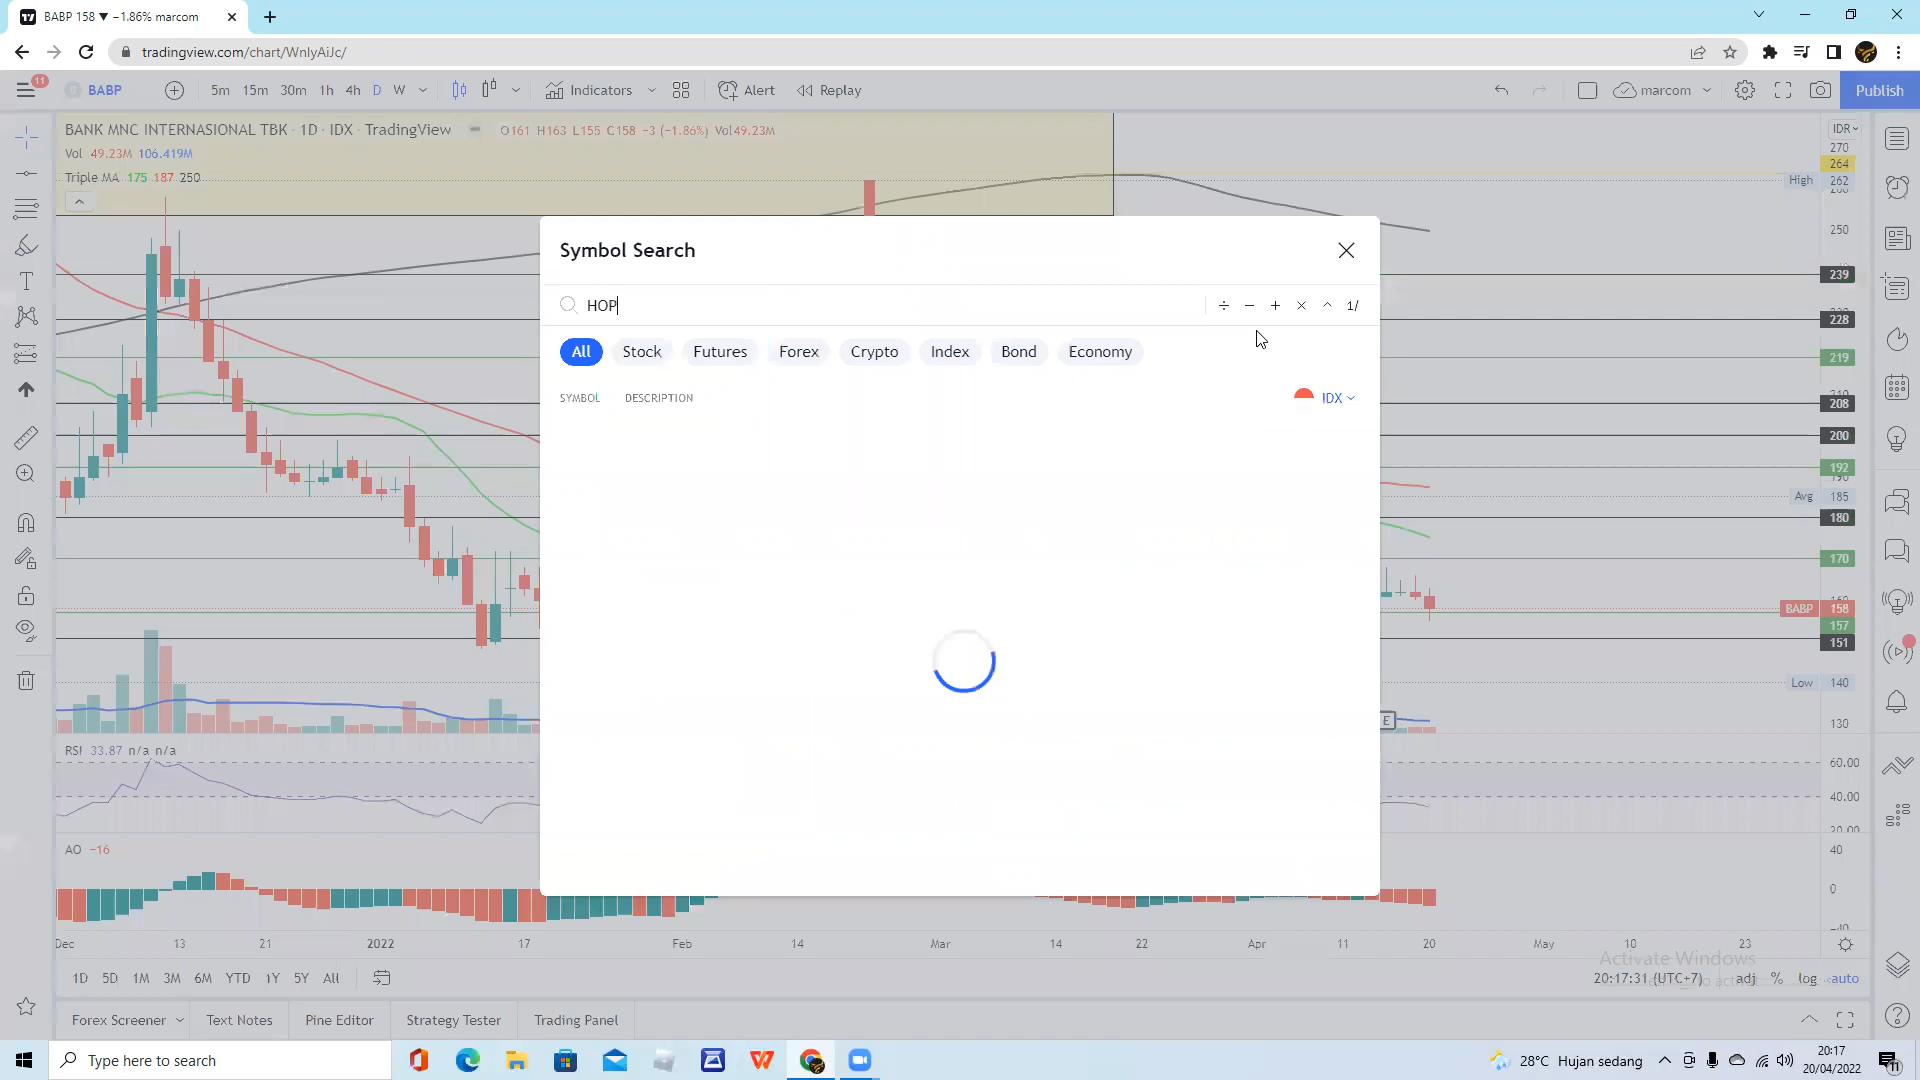 BABP 158 ▼ −1.86% marcom
tradingview.com/chart/WnlyAiJc/
11
BABP
5m 15m 30m 1h 4h D W
Indicators
Alert
Replay
marcom
Publish
BANK MNC INTERNASIONAL TBK · 1D · IDX · TradingView
O161 H163 L155 C158 −3 (−1.86%) Vol49.23M
Vol 49.23M 106.419M
Triple MA 175 187 250
IDR
270
264
High 262
250
239
228
219
208
200
192
190
Avg 185
180
170
BABP 158
157
151
Low 140
130
Symbol Search
HOP
÷ − + × ^ 1/
All Stock Futures Forex Crypto Index Bond Economy
SYMBOL DESCRIPTION
IDX
E
RSI 33.87 n/a n/a
60.00
40.00
20.00
AO −16
40
0
−40
Dec 13 21 2022 17 Feb 14 Mar 14 22 Apr 11 20 May 10 23
Activate Windows
1D 5D 1M 3M 6M YTD 1Y 5Y All
20:17:31 (UTC+7) adj % log auto
Forex Screener Text Notes Pine Editor Strategy Tester Trading Panel
Type here to search
28°C Hujan sedang
20:17
20/04/2022
11